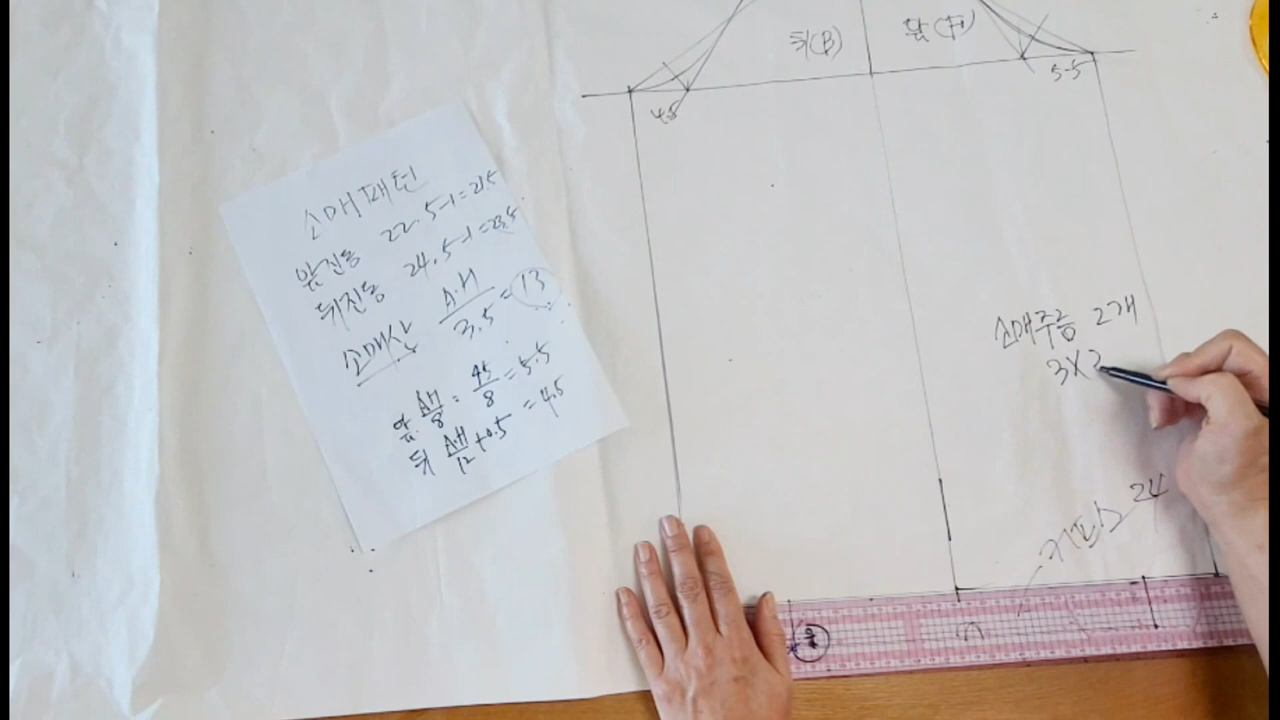 소매패턴
앞진동 22.5-1=21.5
뒤진동 24.5-1=23.5
소매산 A.H/3.5=13
앞. AH/8 : 45/8=5.5
뒤 A.H/12+0.5 =4.5
뒤(B)
앞(F)
4.5
5.5
소매주름 2개
3X2
커프스 24